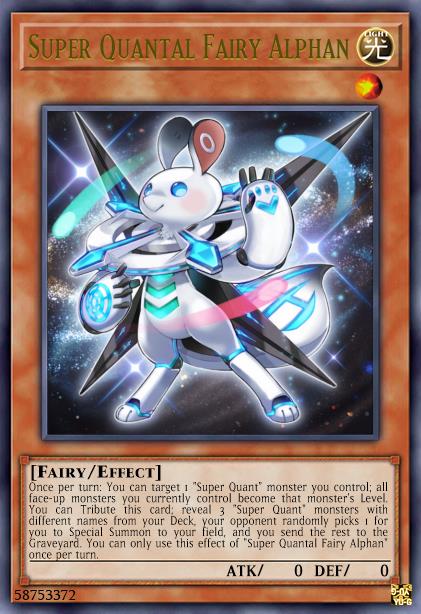 Super Quantal Fairy Alphan
LIGHT
光
[Fairy/Effect]
Once per turn: You can target 1 "Super Quant" monster you control; all
face-up monsters you currently control become that monster's Level.
You can Tribute this card; reveal 3 "Super Quant" monsters with
different names from your Deck, your opponent randomly picks 1 for
you to Special Summon to your field, and you send the rest to the
Graveyard. You can only use this effect of "Super Quantal Fairy Alphan"
once per turn.
ATK/ 0 DEF/ 0
58753372